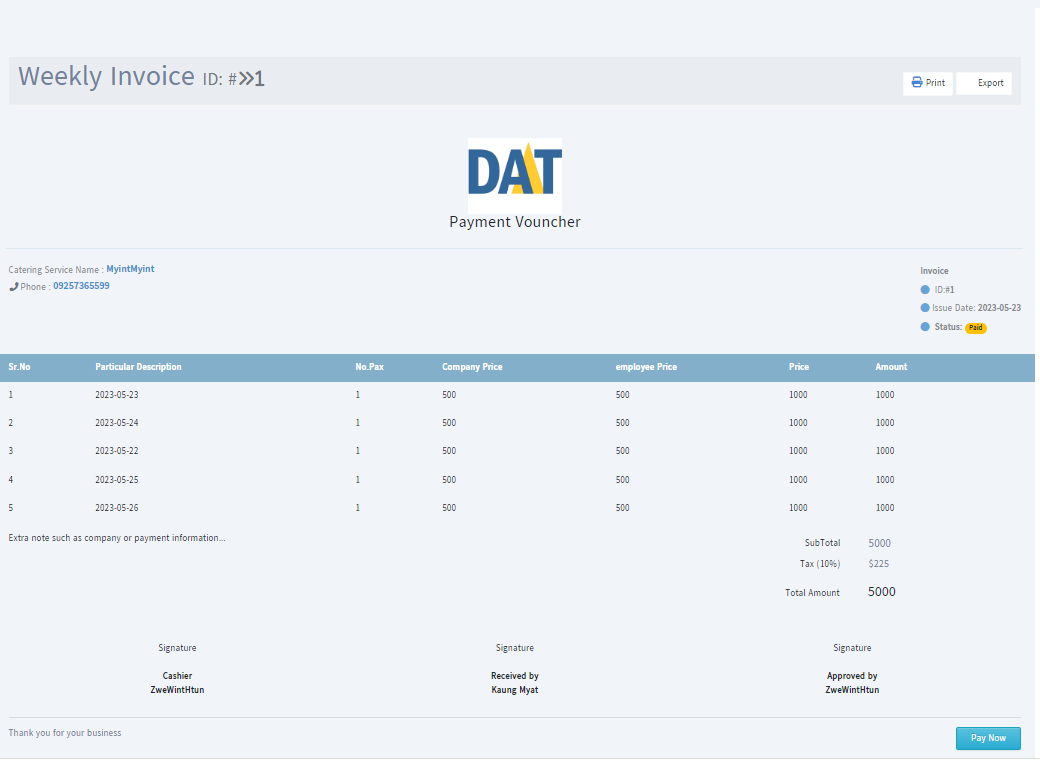 Weekly Invoice ID: #»1
Print Export
DAT
Payment Vouncher
Catering Service Name : MyintMyint
Phone : 09257365599
Invoice
ID:#1
Issue Date: 2023-05-23
Status: Paid
Sr.No Particular Description No.Pax Company Price employee Price Price Amount
1 2023-05-23 1 500 500 1000 1000
2 2023-05-24 1 500 500 1000 1000
3 2023-05-22 1 500 500 1000 1000
4 2023-05-25 1 500 500 1000 1000
5 2023-05-26 1 500 500 1000 1000
Extra note such as company or payment information...
SubTotal 5000
Tax (10%) $225
Total Amount 5000
Signature Signature Signature
Cashier Received by Approved by
ZweWintHtun Kaung Myat ZweWintHtun
Thank you for your business
Pay Now